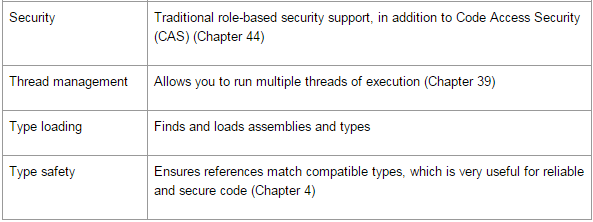 Security
Traditional role-based security support, in addition to Code Access Security
(CAS) (Chapter 44)
Thread management
Allows you to run multiple threads of execution (Chapter 39)
Type loading
Finds and loads assemblies and types
Type safety
Ensures references match compatible types, which is very useful for reliable
and secure code (Chapter 4)